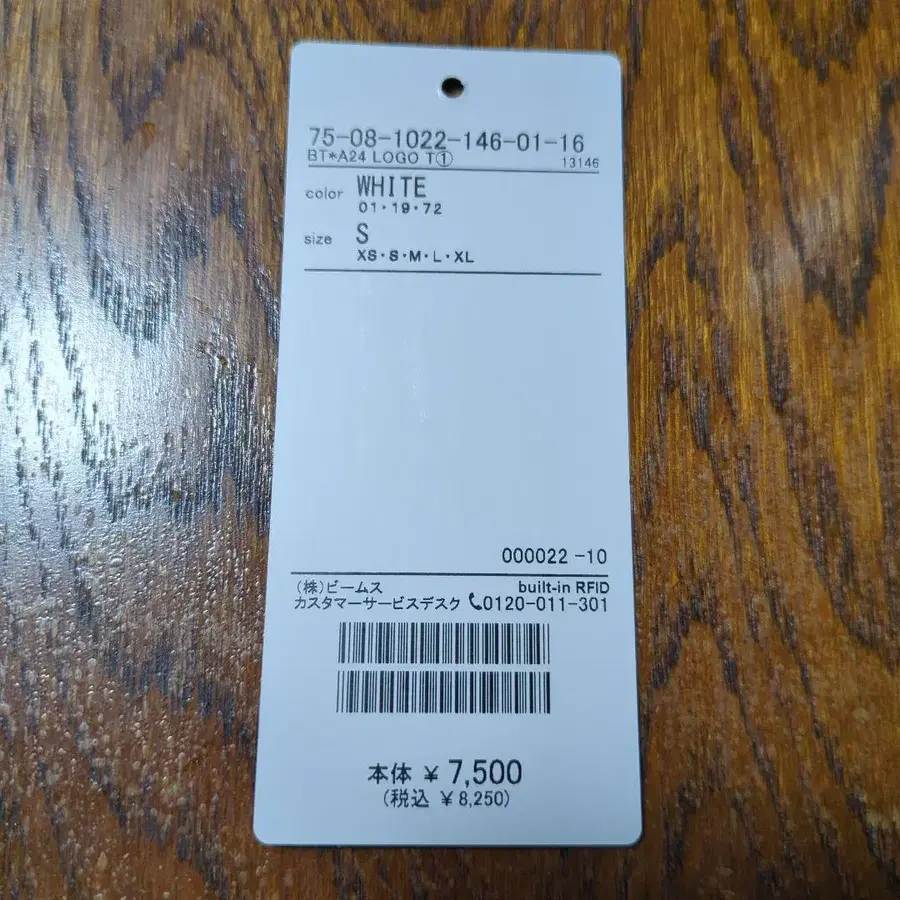 75-08-1022-146-01-16
BT*A24 LOGO T① 13146
color WHITE
01・19・72
size S
XS・S・M・L・XL
000022 -10
(株)ビームス built-in RFID
カスタマーサービスデスク 📞0120-011-301
本体 ¥ 7,500
(税込 ¥ 8,250)